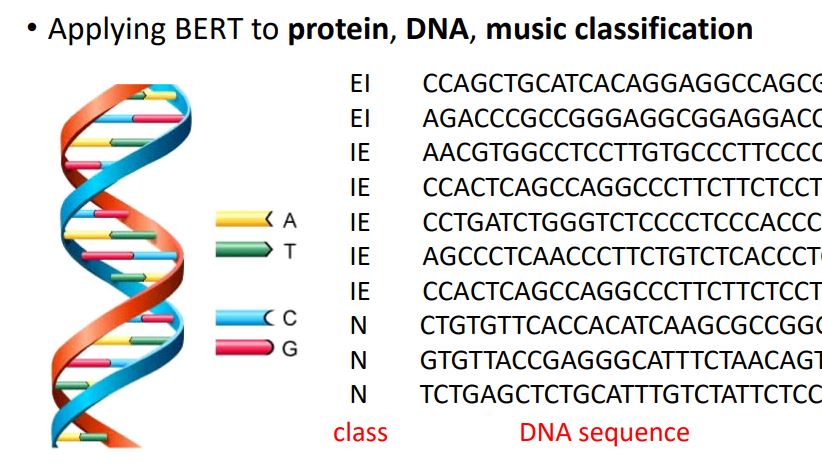 • Applying BERT to protein, DNA, music classification
EI CCAGCTGCATCACAGGAGGCCAGCG
EI AGACCCGCCGGGAGGCGGAGGACC
IE AACGTGGCCTCCTTGTGCCCTTCCCC
IE CCACTCAGCCAGGCCCTTCTTCTCCT
IE CCTGATCTGGGTCTCCCCTCCCACCC
IE AGCCCTCAACCCTTCTGTCTCACCCT
IE CCACTCAGCCAGGCCCTTCTTCTCCT
N CTGTGTTCACCACATCAAGCGCCGGG
N GTGTTACCGAGGGCATTTCTAACAGT
N TCTGAGCTCTGCATTTGTCTATTCTCC
class DNA sequence
A
T
C
G